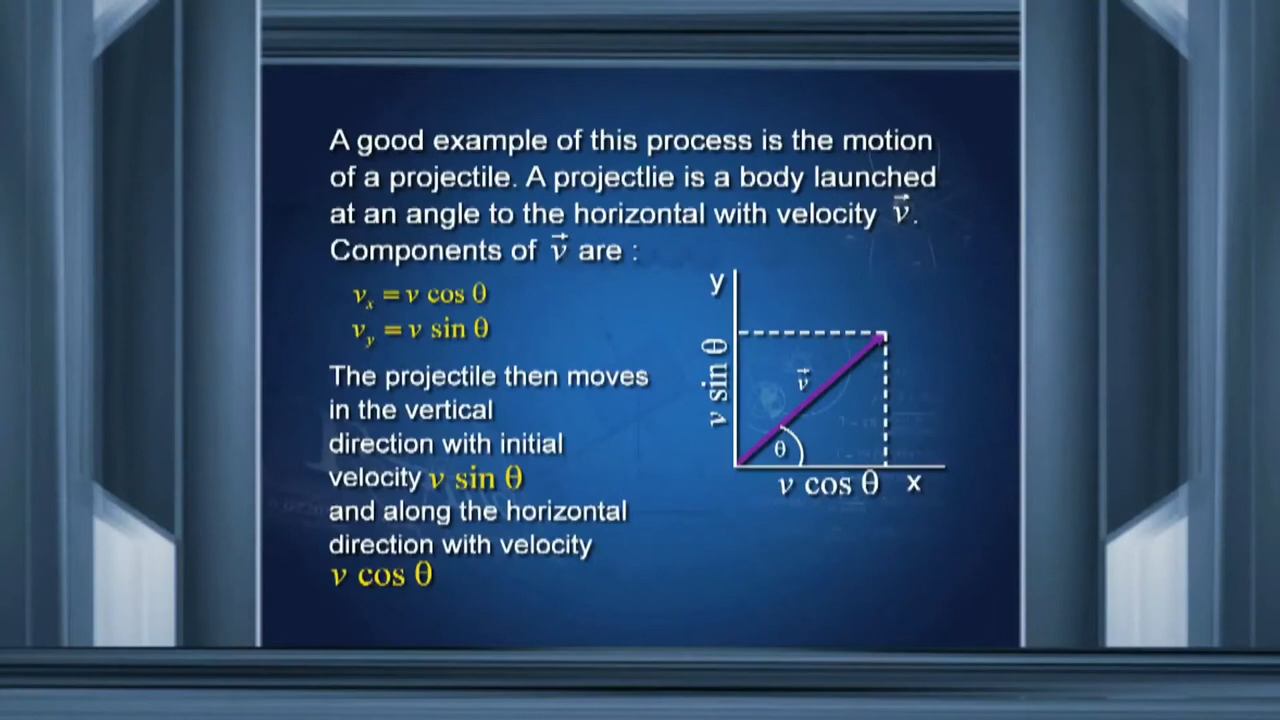 A good example of this process is the motion
of a projectile. A projectlie is a body launched
at an angle to the horizontal with velocity v⃗.
Components of v⃗ are :
vₓ = v cos θ
v_y = v sin θ
The projectile then moves
in the vertical
direction with initial
velocity v sin θ
and along the horizontal
direction with velocity
v cos θ
y
v sin θ
v⃗
θ
v cos θ x